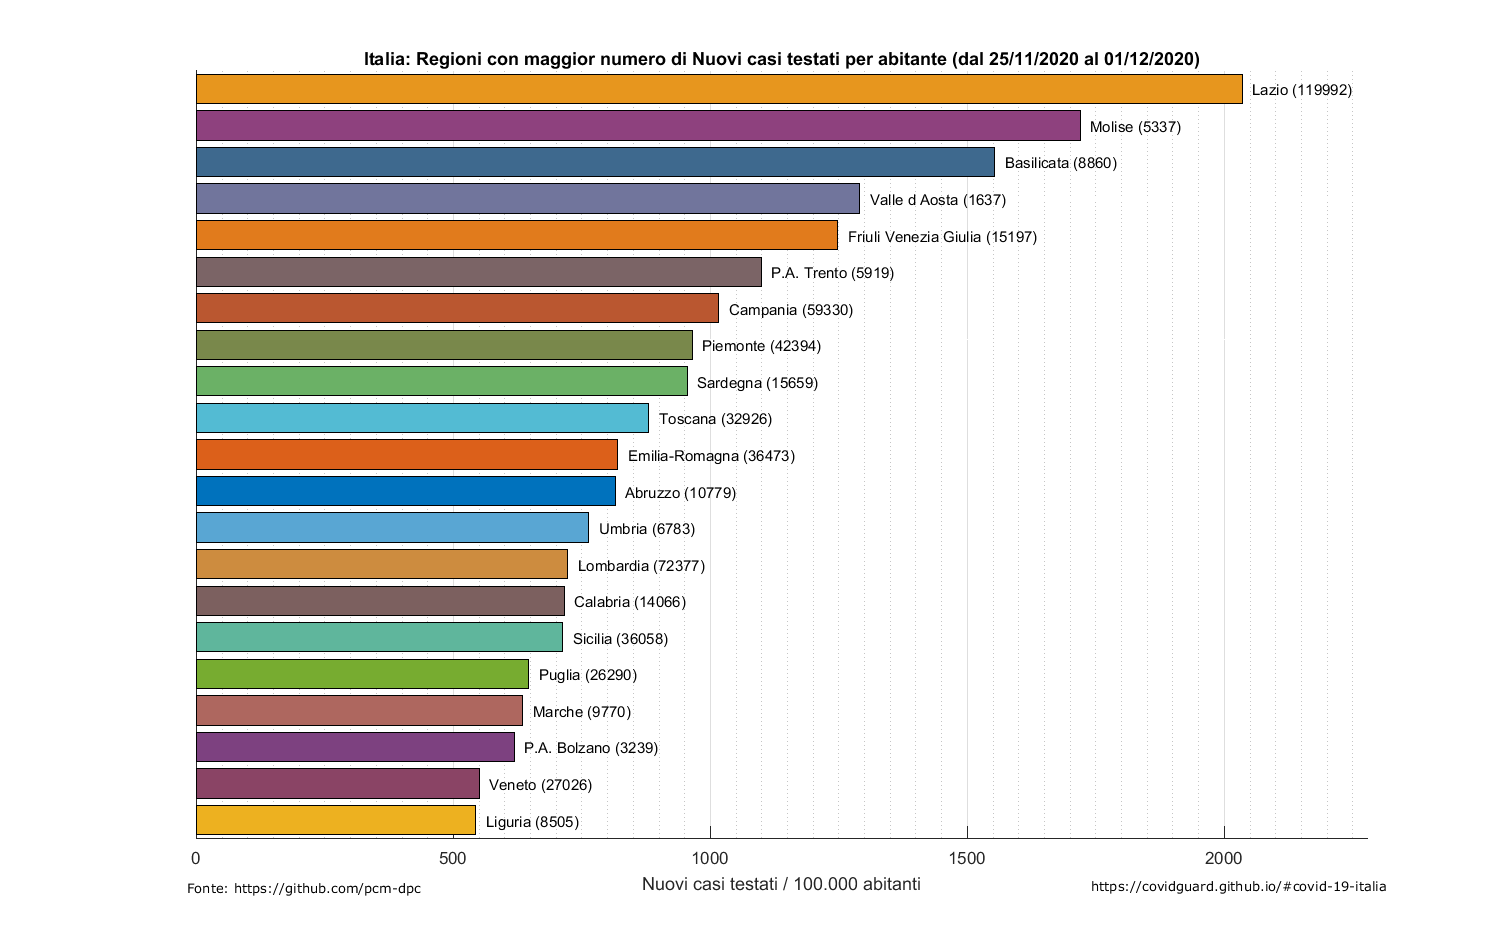 Italia: Regioni con maggior numero di Nuovi casi testati per abitante (dal 25/11/2020 al 01/12/2020)
Lazio (119992)
Molise (5337)
Basilicata (8860)
Valle d Aosta (1637)
Friuli Venezia Giulia (15197)
P.A. Trento (5919)
Campania (59330)
Piemonte (42394)
Sardegna (15659)
Toscana (32926)
Emilia-Romagna (36473)
Abruzzo (10779)
Umbria (6783)
Lombardia (72377)
Calabria (14066)
Sicilia (36058)
Puglia (26290)
Marche (9770)
P.A. Bolzano (3239)
Veneto (27026)
Liguria (8505)
0 500 1000 1500 2000
Nuovi casi testati / 100.000 abitanti
Fonte: https://github.com/pcm-dpc
https://covidguard.github.io/#covid-19-italia